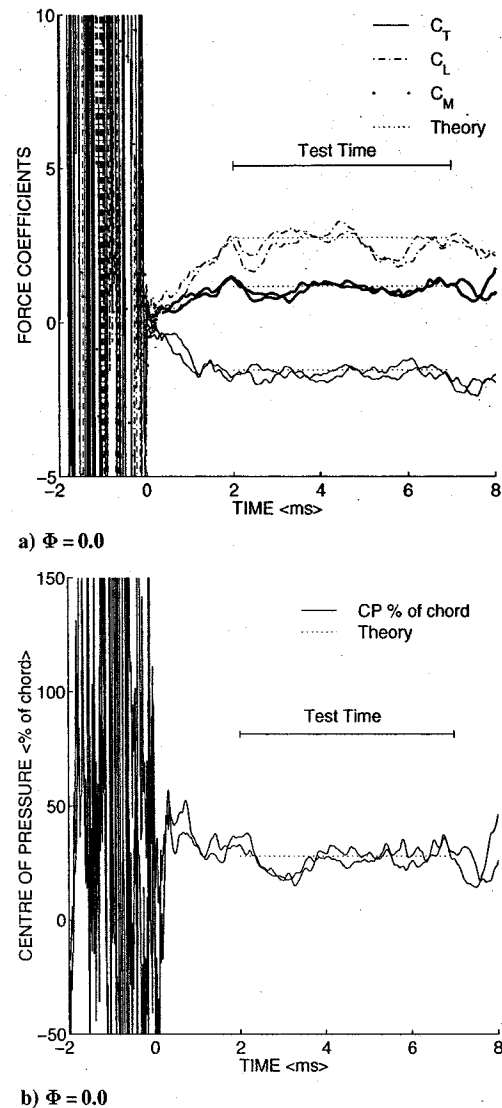 10
5
0
-5
FORCE COEFFICIENTS
C_T
C_L
C_M
Theory
Test Time
-2 0 2 4 6 8
TIME <ms>
a) Φ = 0.0
150
100
50
0
-50
CENTRE OF PRESSURE <% of chord>
CP % of chord
Theory
Test Time
-2 0 2 4 6 8
TIME <ms>
b) Φ = 0.0